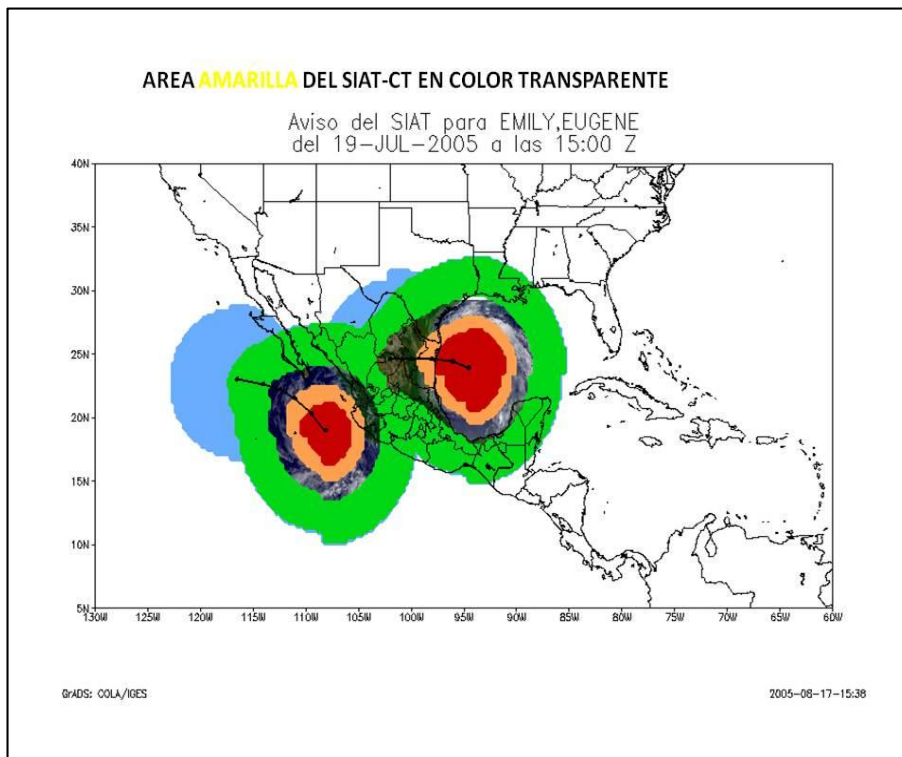 AREA AMARILLA DEL SIAT-CT EN COLOR TRANSPARENTE
Aviso del SIAT para EMILY,EUGENE
del 19-JUL-2005 a las 15:00 Z
40N
35N
30N
25N
20N
15N
10N
5N
130W 125W 120W 115W 110W 105W 100W 95W 90W 85W 80W 75W 70W 65W 60W
GrADS: COLA/IGES 2005-08-17-15:38